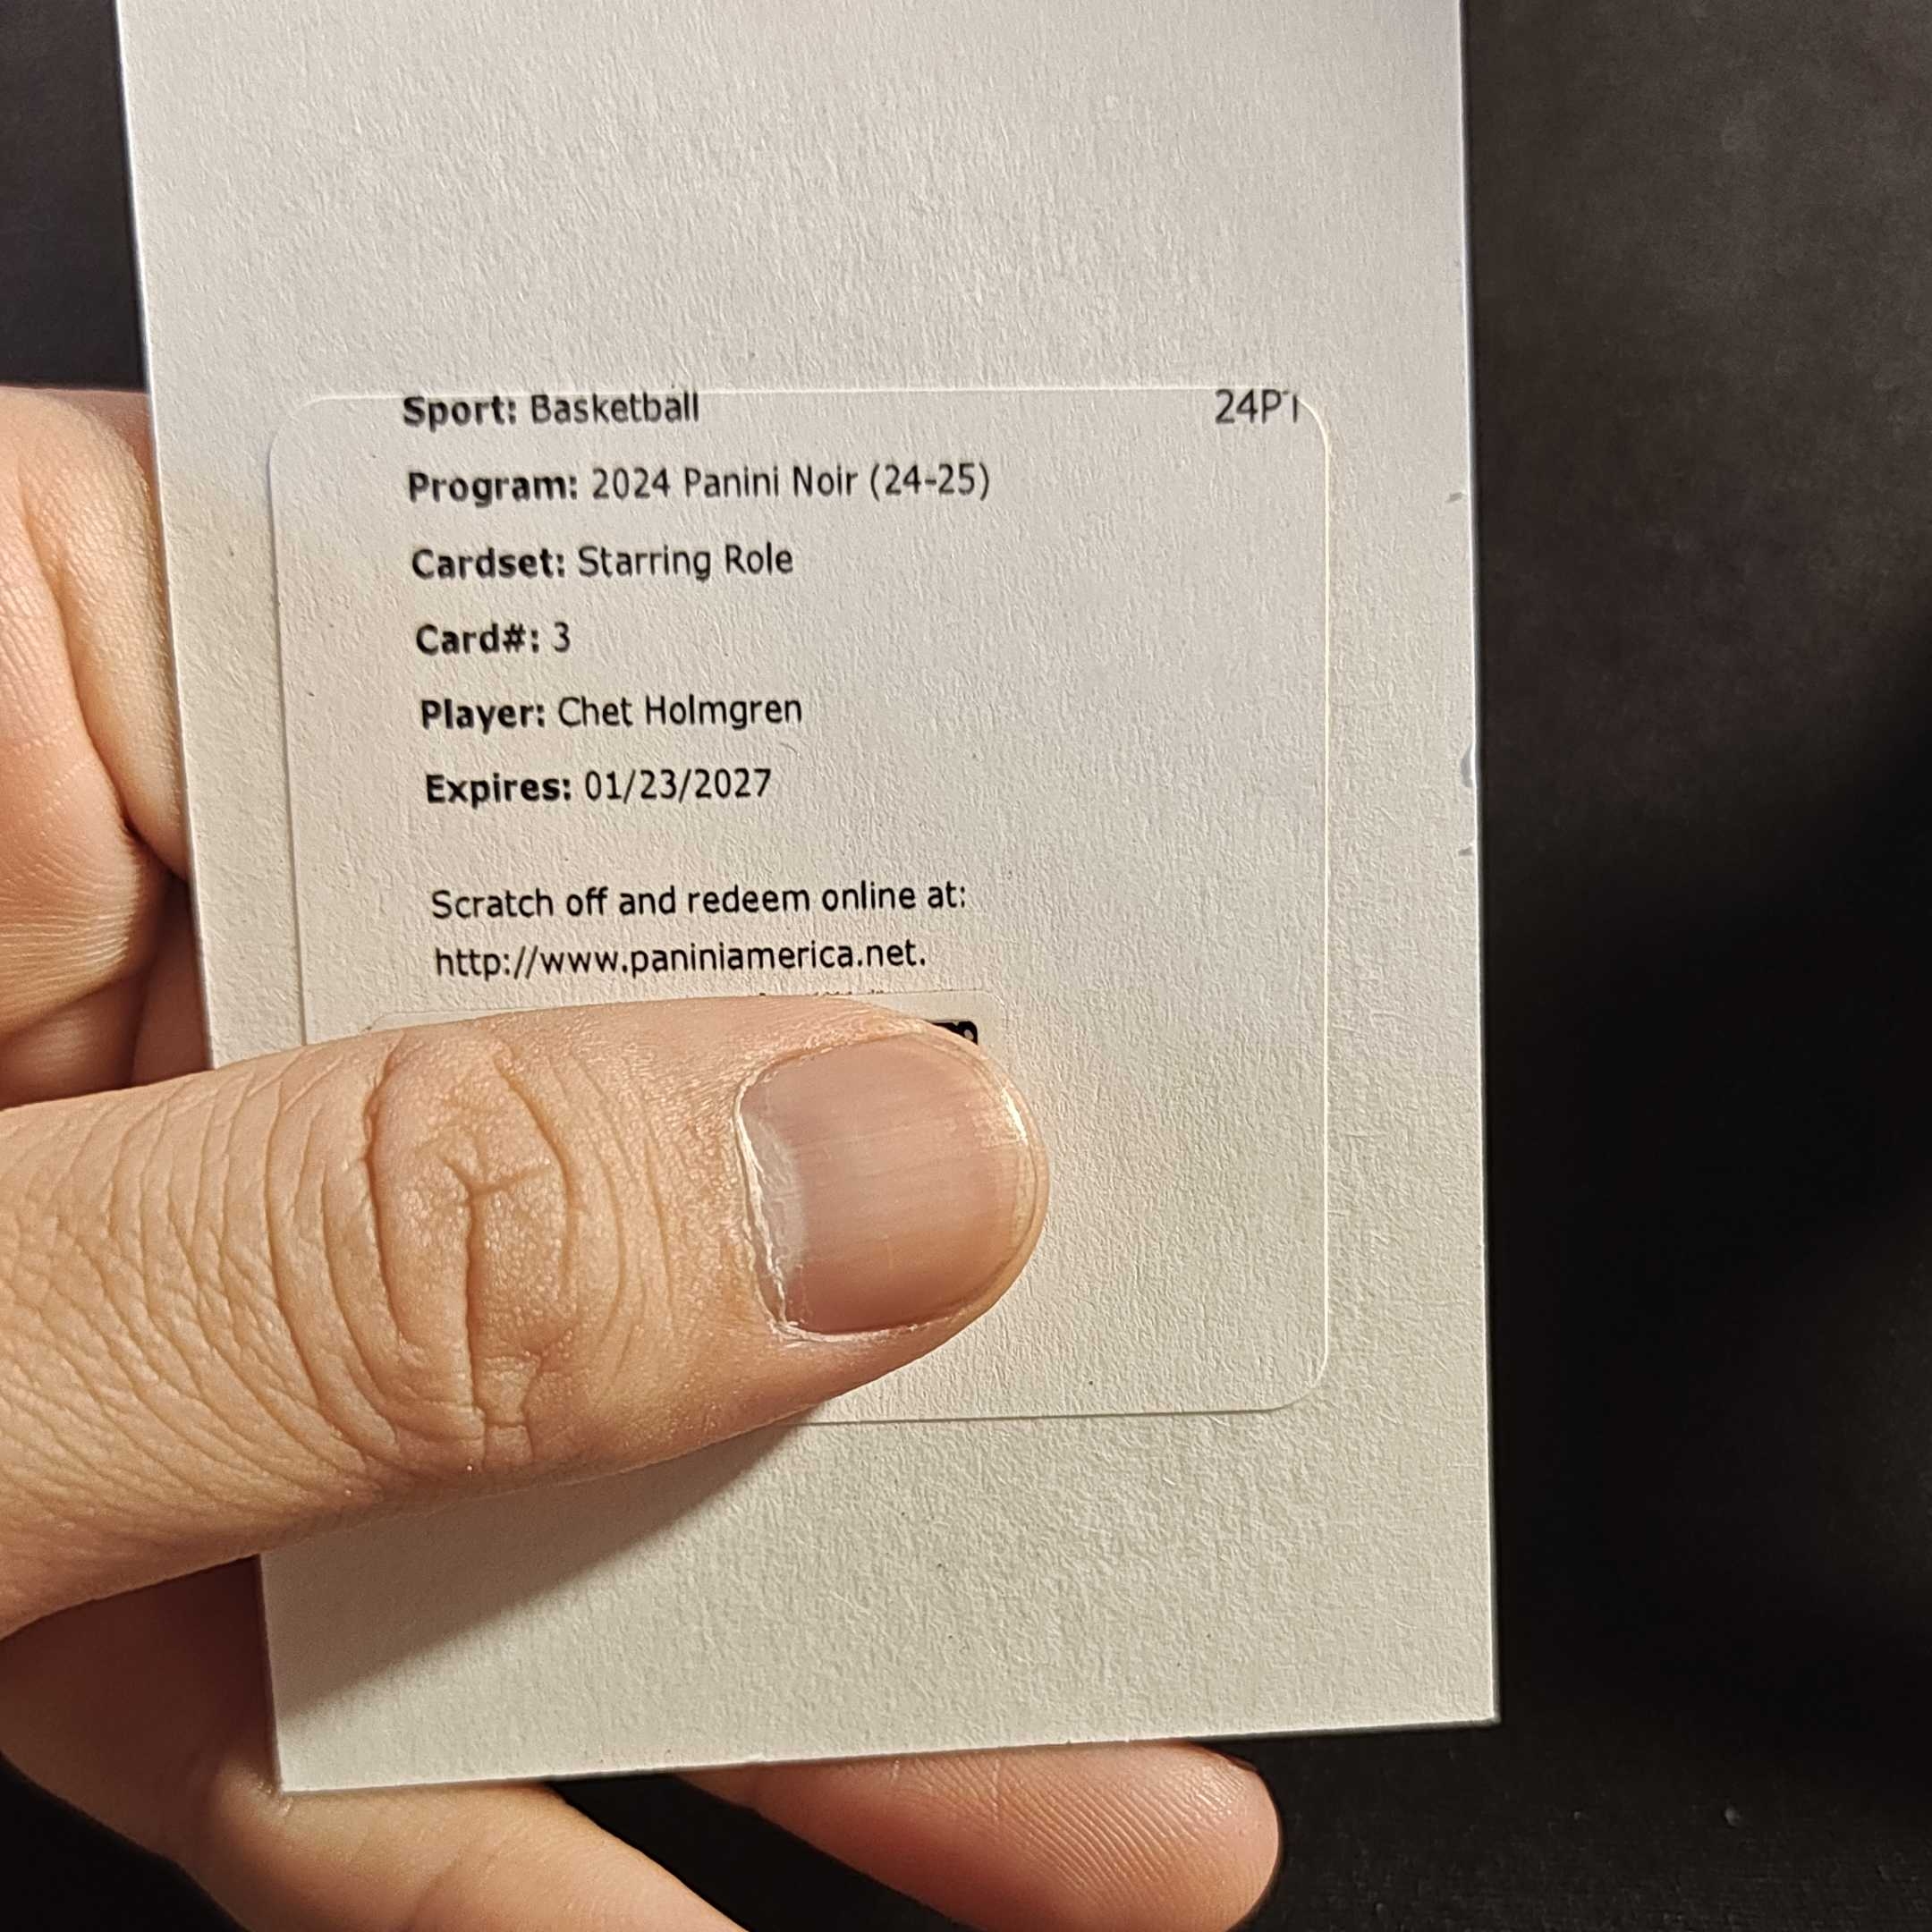 Sport: Basketball
Program: 2024 Panini Noir (24-25)
Cardset: Starring Role
Card#: 3
Player: Chet Holmgren
Expires: 01/23/2027
Scratch off and redeem online at:
http://www.paniniamerica.net.